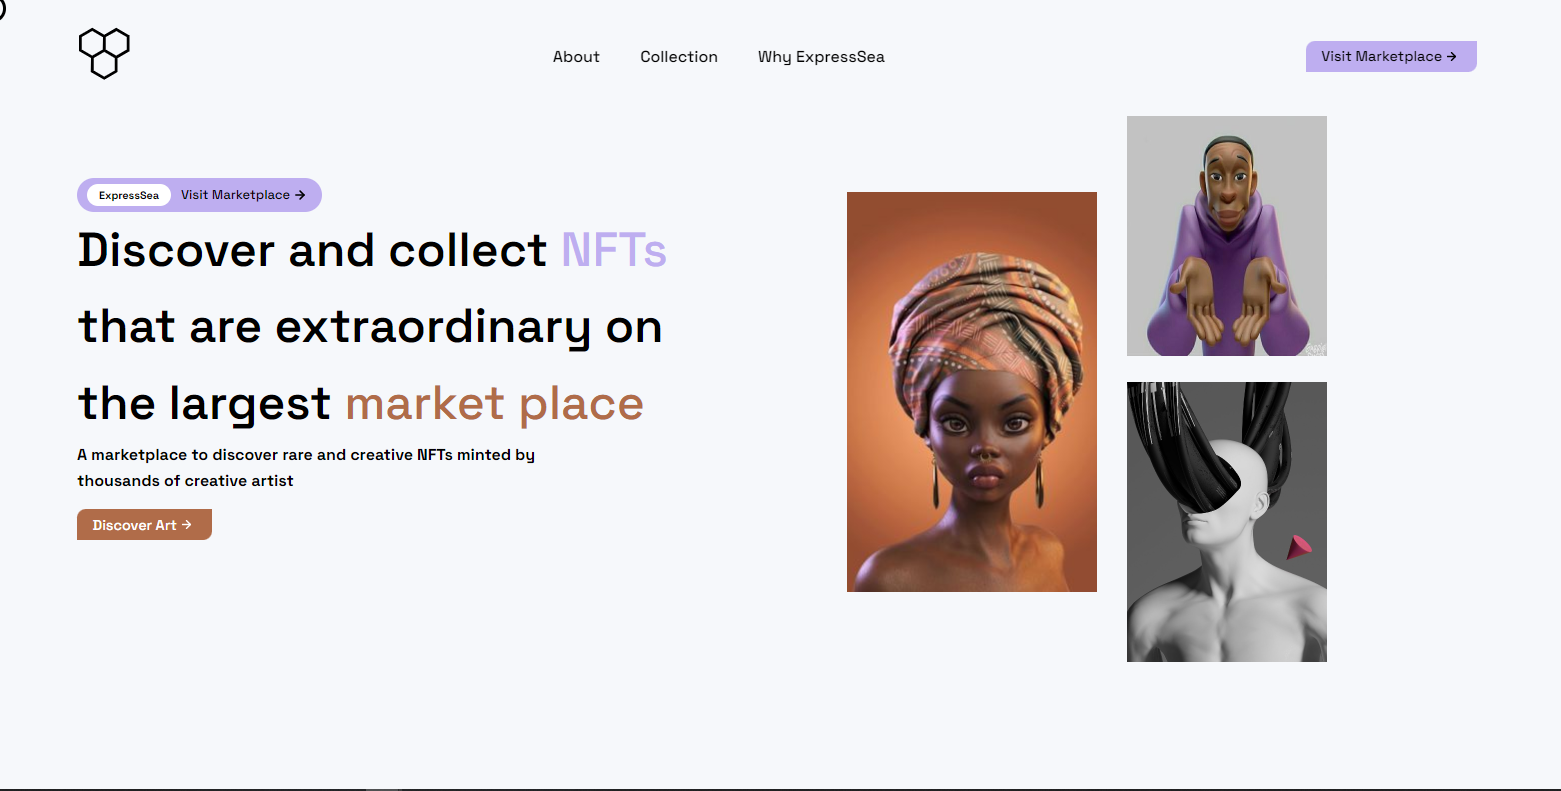 About
Collection
Why ExpressSea
Visit Marketplace →
ExpressSea
Visit Marketplace →
Discover and collect NFTs
that are extraordinary on
the largest market place
A marketplace to discover rare and creative NFTs minted by
thousands of creative artist
Discover Art →